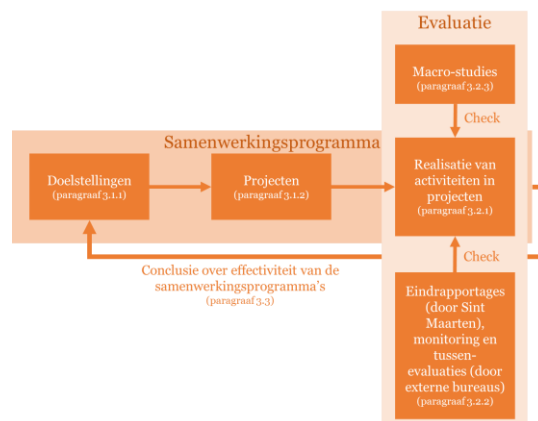 Evaluatie
Macro-studies
(paragraaf 3.2.3)
Check
Samenwerkingsprogramma
Doelstellingen
(paragraaf 3.1.1)
Projecten
(paragraaf 3.1.2)
Realisatie van
activiteiten in
projecten
(paragraaf 3.2.1)
Check
Conclusie over effectiviteit van de
samenwerkingsprogramma's
(paragraaf 3.3)
Eindrapportages
(door Sint
Maarten),
monitoring en
tussen-
evaluaties (door
externe bureaus)
(paragraaf 3.2.2)